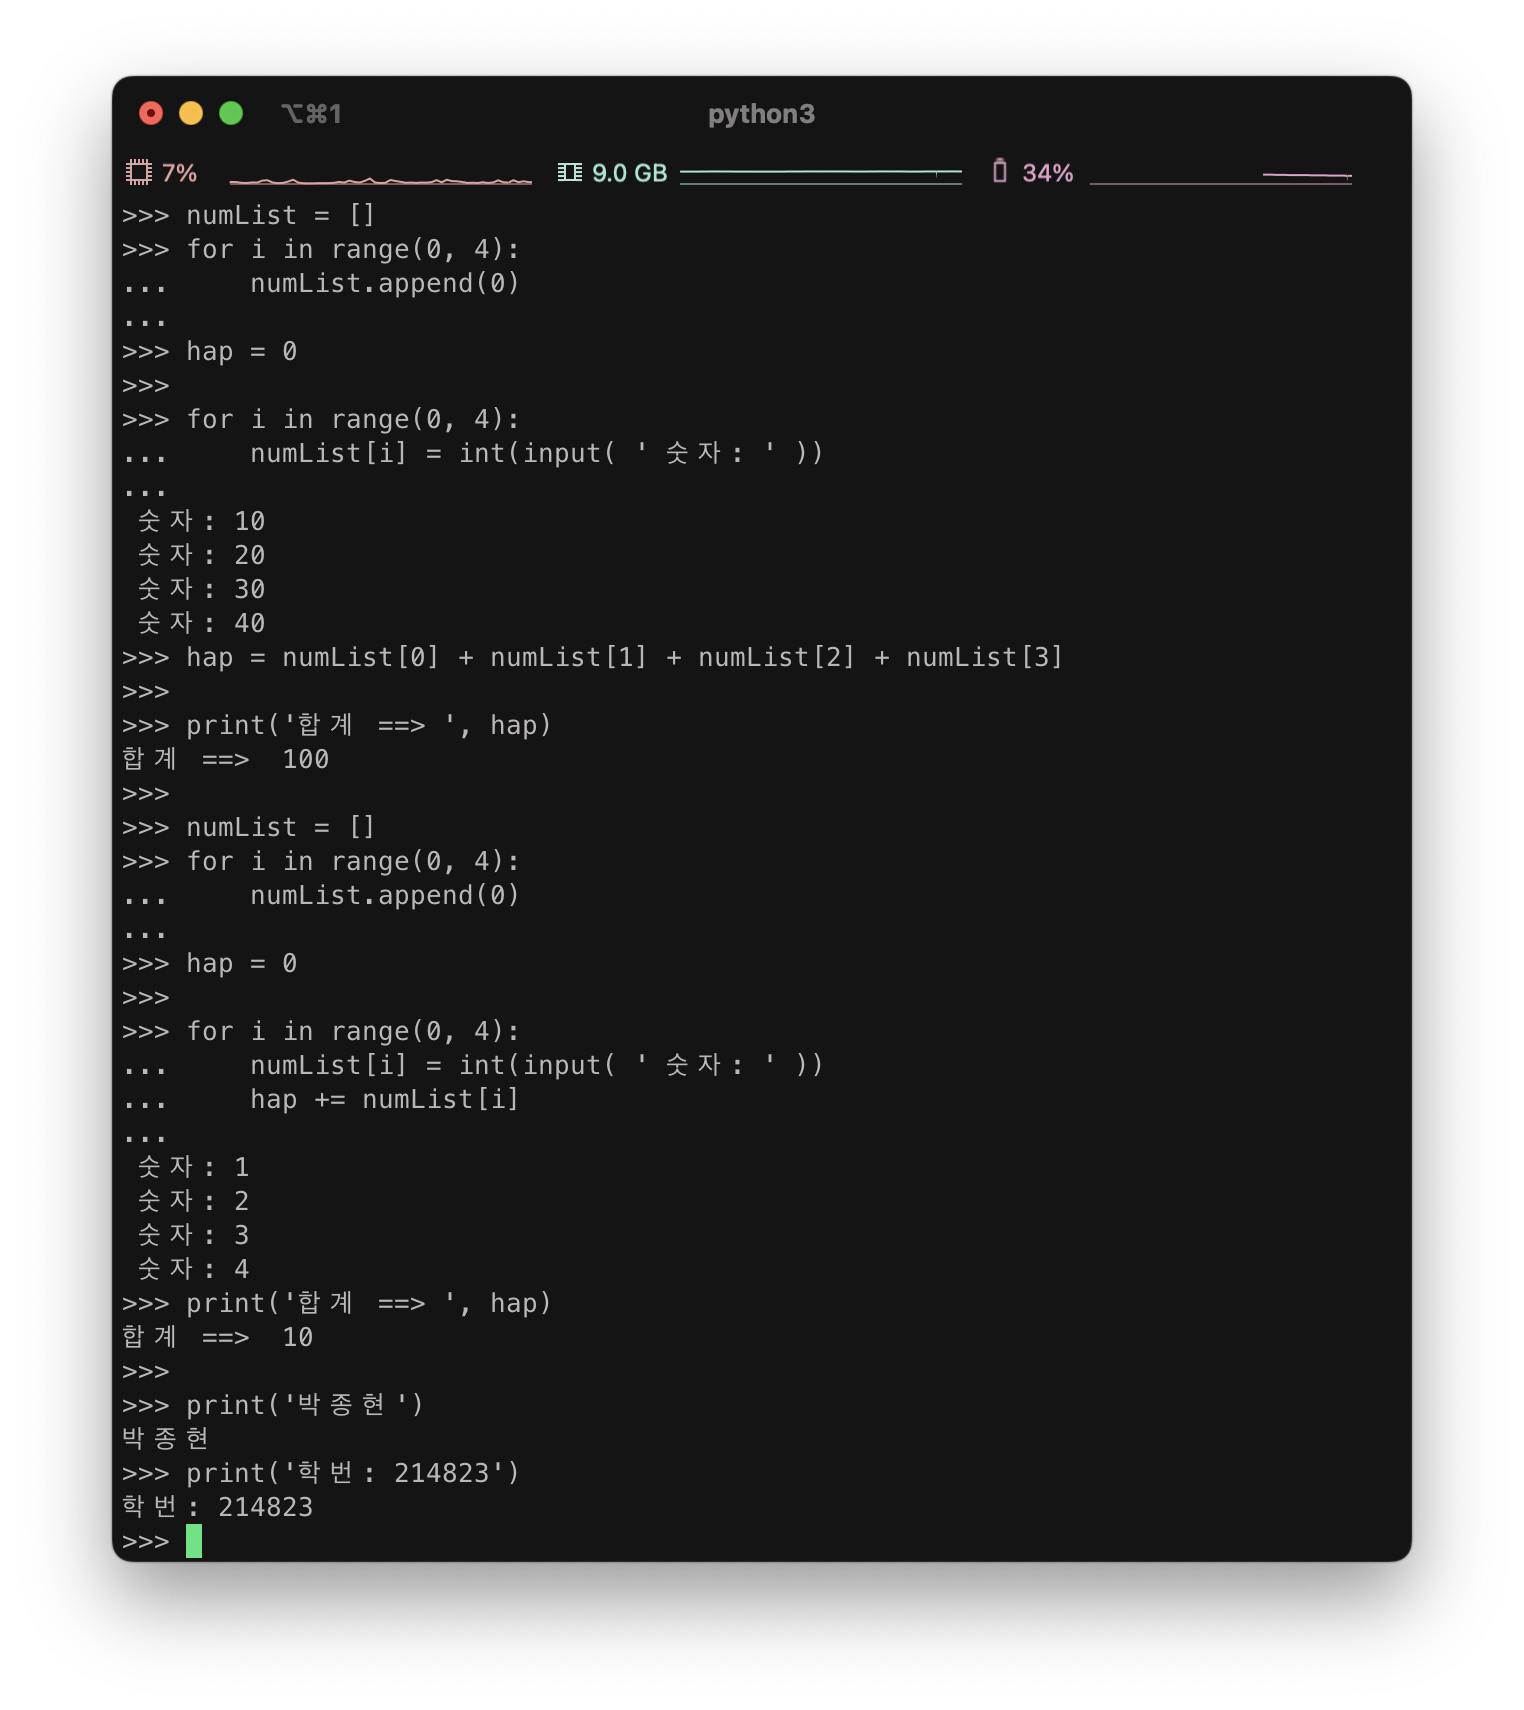 ⌥⌘1 python3
7% 9.0 GB 34%
>>> numList = []
>>> for i in range(0, 4):
...     numList.append(0)
...
>>> hap = 0
>>>
>>> for i in range(0, 4):
...     numList[i] = int(input( ' 숫자: ' ))
...
 숫자: 10
 숫자: 20
 숫자: 30
 숫자: 40
>>> hap = numList[0] + numList[1] + numList[2] + numList[3]
>>>
>>> print('합계 ==> ', hap)
합계 ==>  100
>>>
>>> numList = []
>>> for i in range(0, 4):
...     numList.append(0)
...
>>> hap = 0
>>>
>>> for i in range(0, 4):
...     numList[i] = int(input( ' 숫자: ' ))
...     hap += numList[i]
...
 숫자: 1
 숫자: 2
 숫자: 3
 숫자: 4
>>> print('합계 ==> ', hap)
합계 ==>  10
>>>
>>> print('박종현')
박종현
>>> print('학번: 214823')
학번: 214823
>>>